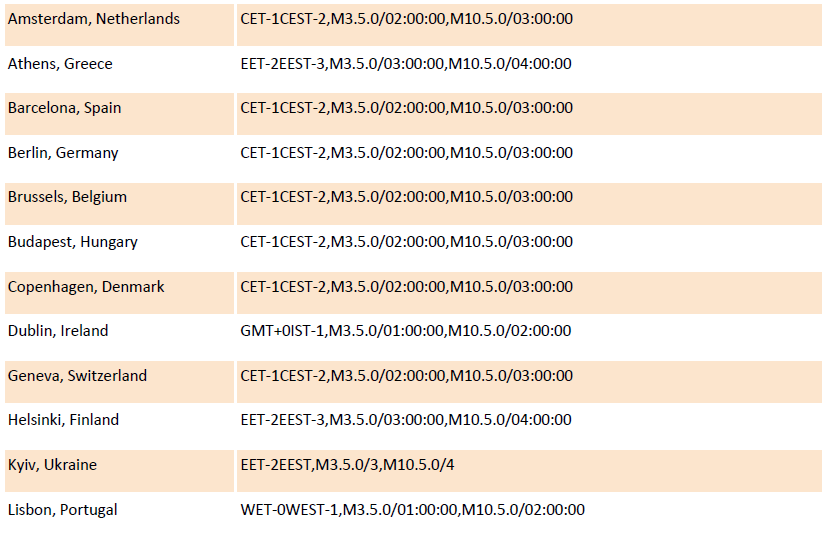 Amsterdam, Netherlands CET-1CEST-2,M3.5.0/02:00:00,M10.5.0/03:00:00
Athens, Greece EET-2EEST-3,M3.5.0/03:00:00,M10.5.0/04:00:00
Barcelona, Spain CET-1CEST-2,M3.5.0/02:00:00,M10.5.0/03:00:00
Berlin, Germany CET-1CEST-2,M3.5.0/02:00:00,M10.5.0/03:00:00
Brussels, Belgium CET-1CEST-2,M3.5.0/02:00:00,M10.5.0/03:00:00
Budapest, Hungary CET-1CEST-2,M3.5.0/02:00:00,M10.5.0/03:00:00
Copenhagen, Denmark CET-1CEST-2,M3.5.0/02:00:00,M10.5.0/03:00:00
Dublin, Ireland GMT+0IST-1,M3.5.0/01:00:00,M10.5.0/02:00:00
Geneva, Switzerland CET-1CEST-2,M3.5.0/02:00:00,M10.5.0/03:00:00
Helsinki, Finland EET-2EEST-3,M3.5.0/03:00:00,M10.5.0/04:00:00
Kyiv, Ukraine EET-2EEST,M3.5.0/3,M10.5.0/4
Lisbon, Portugal WET-0WEST-1,M3.5.0/01:00:00,M10.5.0/02:00:00